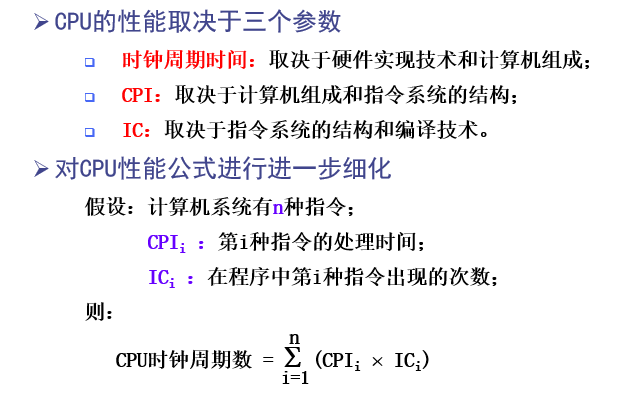 ➢CPU的性能取决于三个参数
❑ 时钟周期时间：取决于硬件实现技术和计算机组成；
❑ CPI：取决于计算机组成和指令系统的结构；
❑ IC：取决于指令系统的结构和编译技术。
➢对CPU性能公式进行进一步细化
假设：计算机系统有n种指令；
CPIᵢ ：第i种指令的处理时间；
ICᵢ ：在程序中第i种指令出现的次数；
则：
CPU时钟周期数 = ∑ⁿᵢ₌₁ (CPIᵢ × ICᵢ)